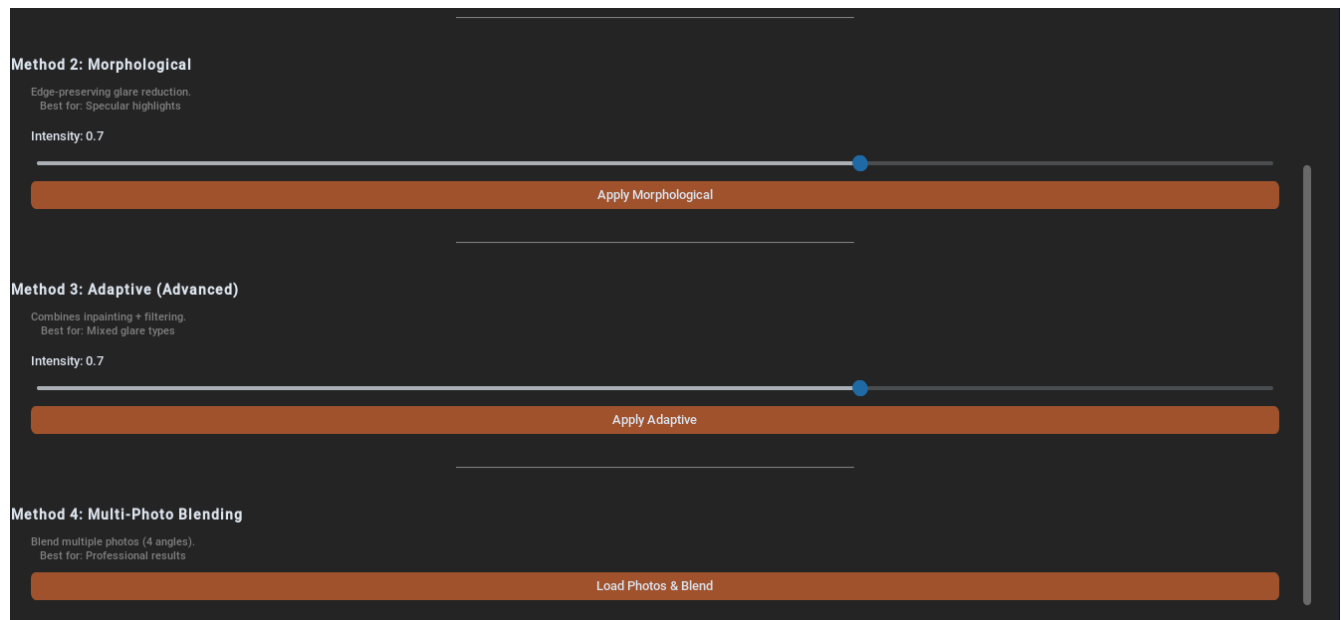 Method 2: Morphological
Edge-preserving glare reduction.
Best for: Specular highlights
Intensity: 0.7
Apply Morphological
Method 3: Adaptive (Advanced)
Combines inpainting + filtering.
Best for: Mixed glare types
Intensity: 0.7
Apply Adaptive
Method 4: Multi-Photo Blending
Blend multiple photos (4 angles).
Best for: Professional results
Load Photos & Blend